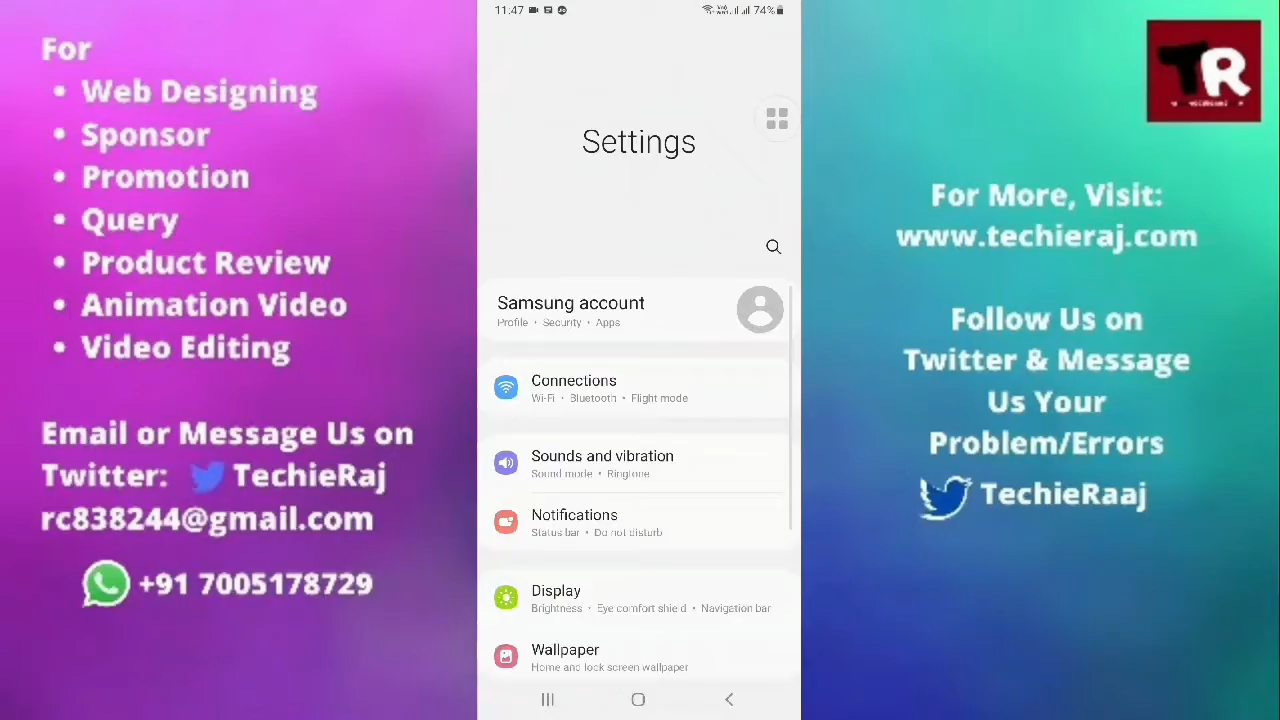 For
• Web Designing
• Sponsor
• Promotion
• Query
• Product Review
• Animation Video
• Video Editing
Email or Message Us on
Twitter: TechieRaj
rc838244@gmail.com
+91 7005178729
11:47
74%
Settings
Samsung account
Profile • Security • Apps
Connections
Wi-Fi • Bluetooth • Flight mode
Sounds and vibration
Sound mode • Ringtone
Notifications
Status bar • Do not disturb
Display
Brightness • Eye comfort shield • Navigation bar
Wallpaper
Home and lock screen wallpaper
TR
For More, Visit:
www.techieraj.com
Follow Us on
Twitter & Message
Us Your
Problem/Errors
TechieRaaj